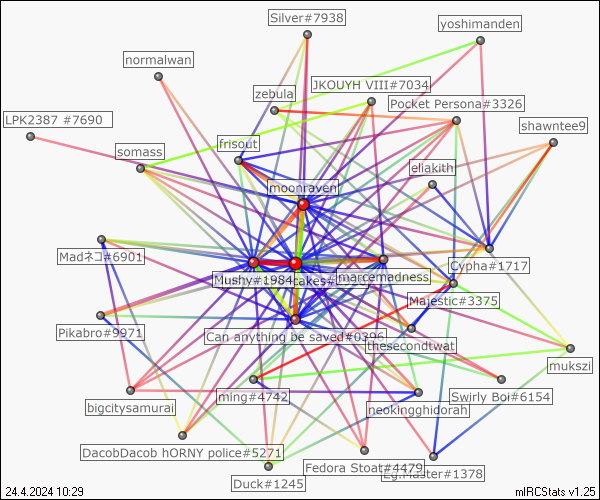 Silver#7938
yoshimanden
normalwan
JKOUYH VIII#7034
zebula
Pocket Persona#3326
LPK2387 #7690
shawntee9
frisout
somass
eliakith
moonraven
Madネコ#6901
Cypha#1717
Mushy#1984
cakes#
marcemadness
Majestic#3375
Pikabro#9971
Can anything be saved#0306
thesecondtwat
mukszi
ming#4742
Swirly Boi#6154
bigcitysamurai
neokingghidorah
DacobDacob hORNY police#5271
Fedora Stoat#4479
Eg.Master#1378
Duck#1245
24.4.2024 10:29
mIRCStats v1.25